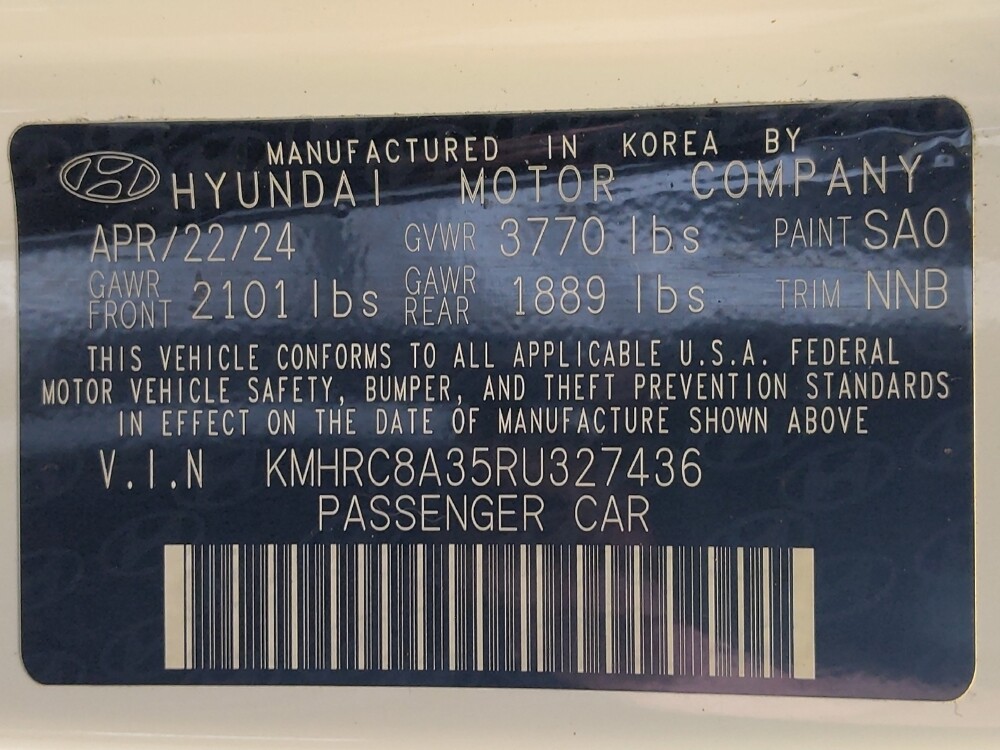 MANUFACTURED IN KOREA BY
HYUNDAI MOTOR COMPANY
APR/22/24 GVWR 3770 lbs PAINT SAO
GAWR FRONT 2101 lbs GAWR REAR 1889 lbs TRIM NNB
THIS VEHICLE CONFORMS TO ALL APPLICABLE U.S.A. FEDERAL
MOTOR VEHICLE SAFETY, BUMPER, AND THEFT PREVENTION STANDARDS
IN EFFECT ON THE DATE OF MANUFACTURE SHOWN ABOVE
V.I.N KMHRC8A35RU327436
PASSENGER CAR